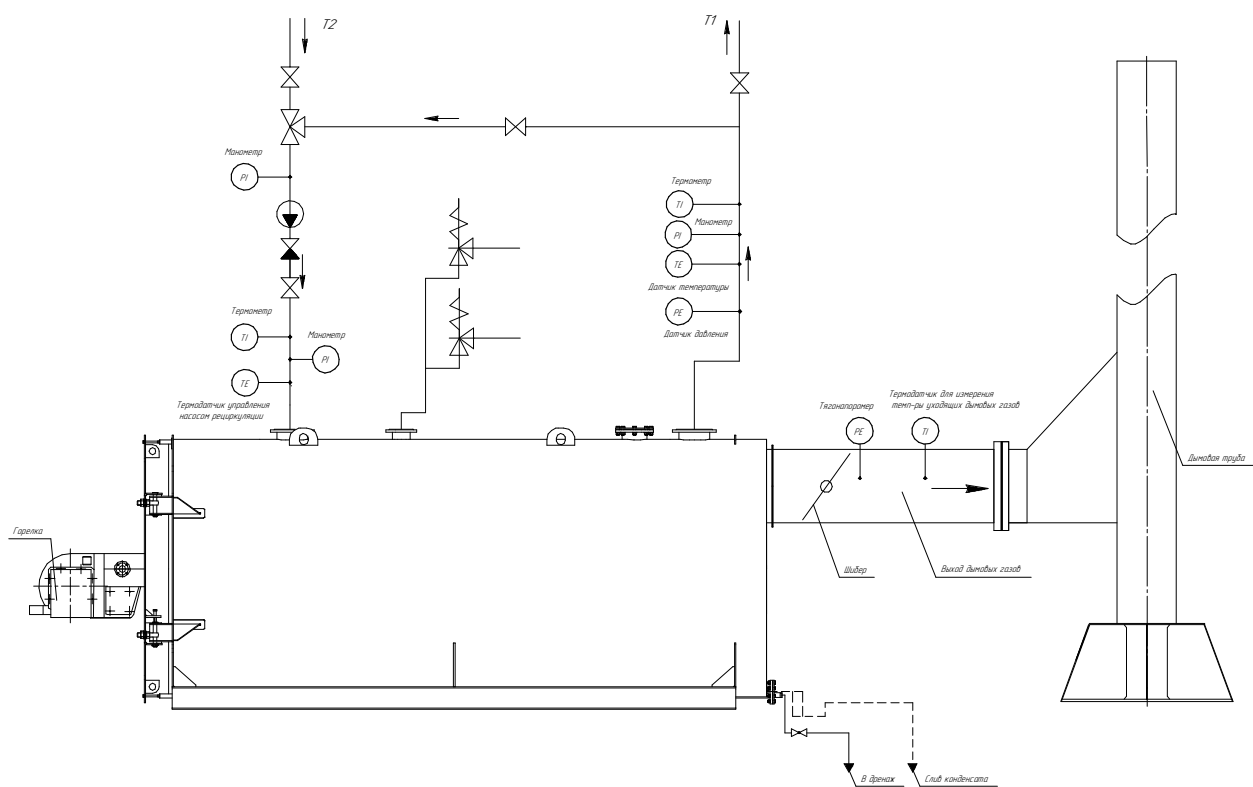 T2
T1
Манометр
PI
Термометр
TI
Манометр
PI
TE
Датчик температуры
PE
Датчик давления
Термометр
TI
Манометр
PI
TE
Термодатчик управления
насосом рециркуляции
Тягонапоромер
PE
Термодатчик для измерения
темп-ры уходящих дымовых газов
TI
Дымовая труба
Горелка
Шибер
Выход дымовых газов
В дренаж
Слив конденсата